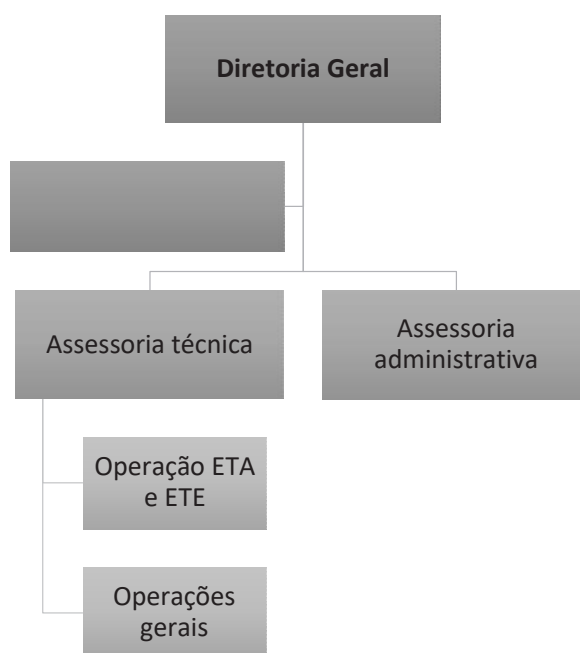 Diretoria Geral
Assessoria técnica
Assessoria
administrativa
Operação ETA
e ETE
Operações
gerais